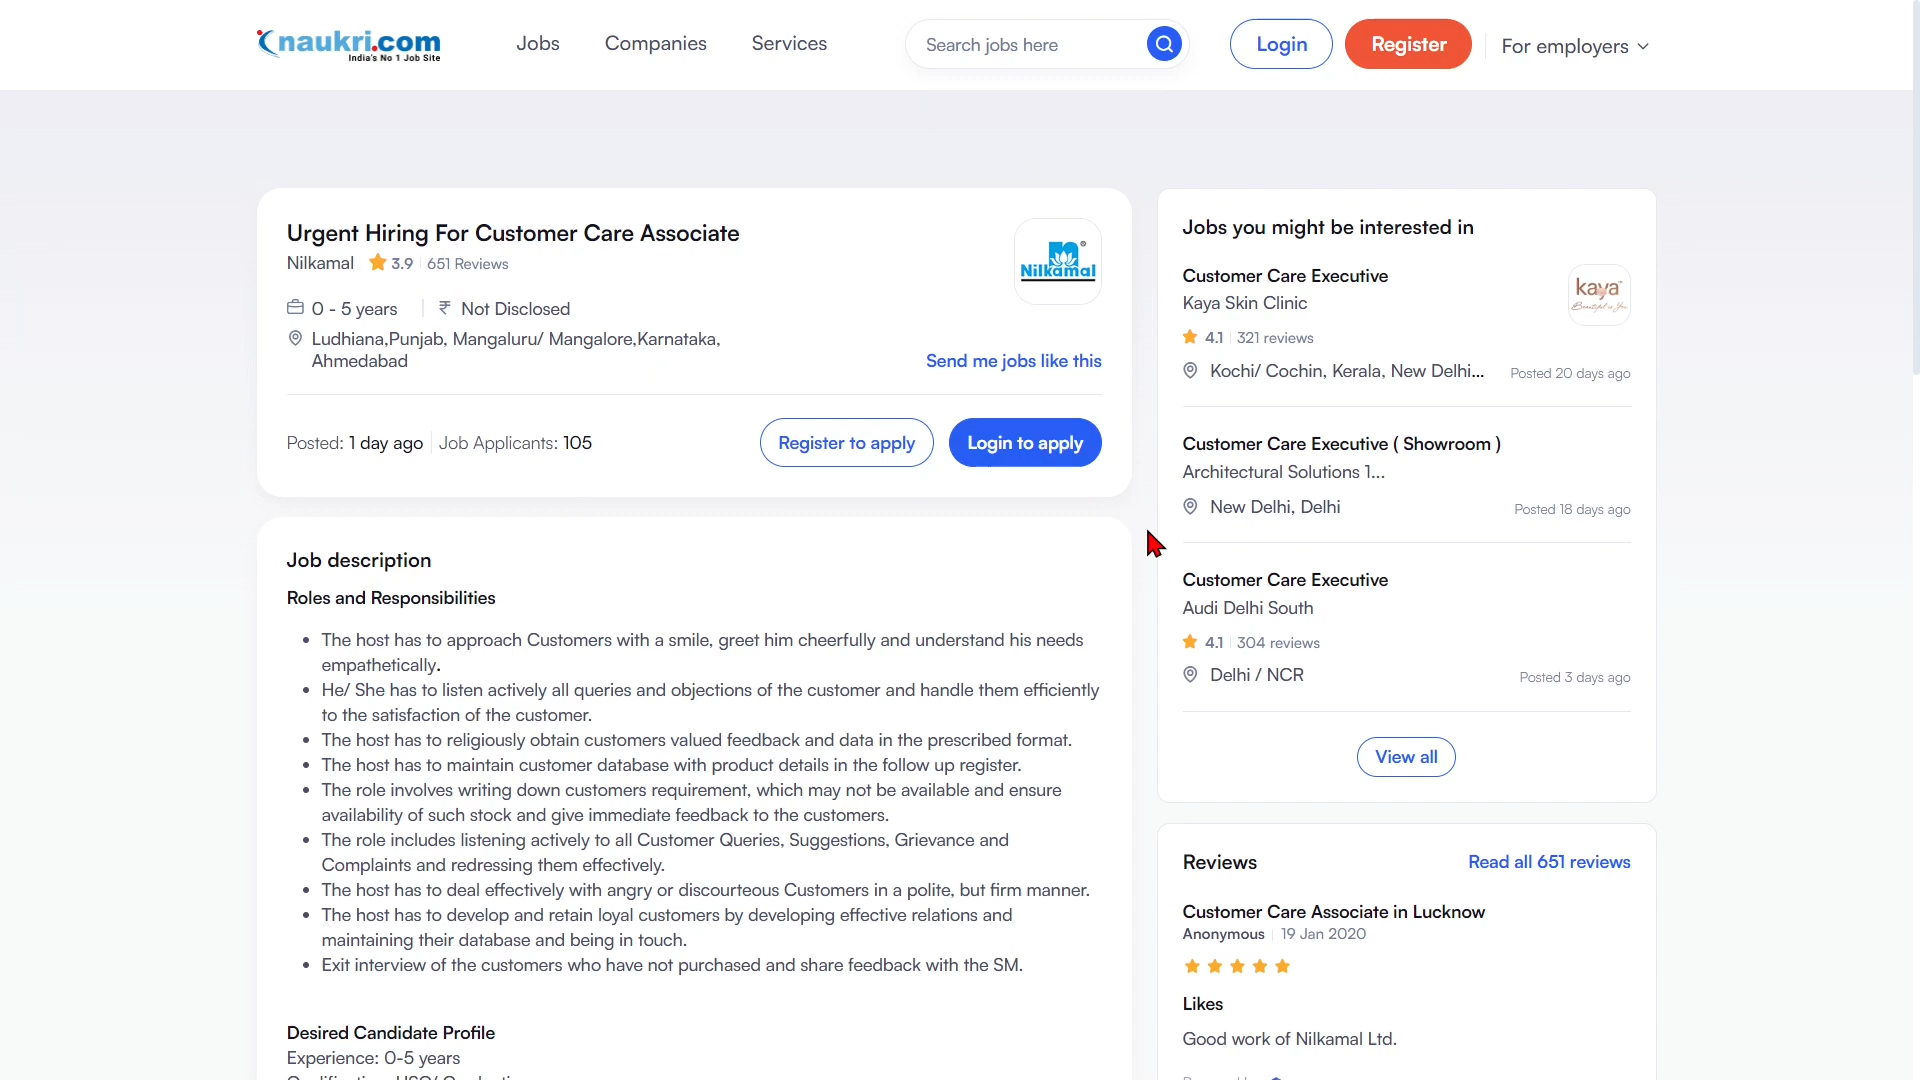 naukri.com
India's No 1 Job Site
Jobs
Companies
Services
Search jobs here
Login
Register
For employers
Urgent Hiring For Customer Care Associate
Nilkamal 3.9 651 Reviews
Nilkamal
0 - 5 years ₹ Not Disclosed
Ludhiana,Punjab, Mangaluru/ Mangalore,Karnataka,
Ahmedabad
Send me jobs like this
Posted: 1 day ago Job Applicants: 105
Register to apply
Login to apply
Job description
Roles and Responsibilities
• The host has to approach Customers with a smile, greet him cheerfully and understand his needs
empathetically.
• He/ She has to listen actively all queries and objections of the customer and handle them efficiently
to the satisfaction of the customer.
• The host has to religiously obtain customers valued feedback and data in the prescribed format.
• The host has to maintain customer database with product details in the follow up register.
• The role involves writing down customers requirement, which may not be available and ensure
availability of such stock and give immediate feedback to the customers.
• The role includes listening actively to all Customer Queries, Suggestions, Grievance and
Complaints and redressing them effectively.
• The host has to deal effectively with angry or discourteous Customers in a polite, but firm manner.
• The host has to develop and retain loyal customers by developing effective relations and
maintaining their database and being in touch.
• Exit interview of the customers who have not purchased and share feedback with the SM.
Desired Candidate Profile
Experience: 0-5 years
Jobs you might be interested in
Customer Care Executive
Kaya Skin Clinic
kaya
Beautiful is You
4.1 321 reviews
Kochi/ Cochin, Kerala, New Delhi... Posted 20 days ago
Customer Care Executive ( Showroom )
Architectural Solutions 1...
New Delhi, Delhi Posted 18 days ago
Customer Care Executive
Audi Delhi South
4.1 304 reviews
Delhi / NCR Posted 3 days ago
View all
Reviews Read all 651 reviews
Customer Care Associate in Lucknow
Anonymous 19 Jan 2020
Likes
Good work of Nilkamal Ltd.